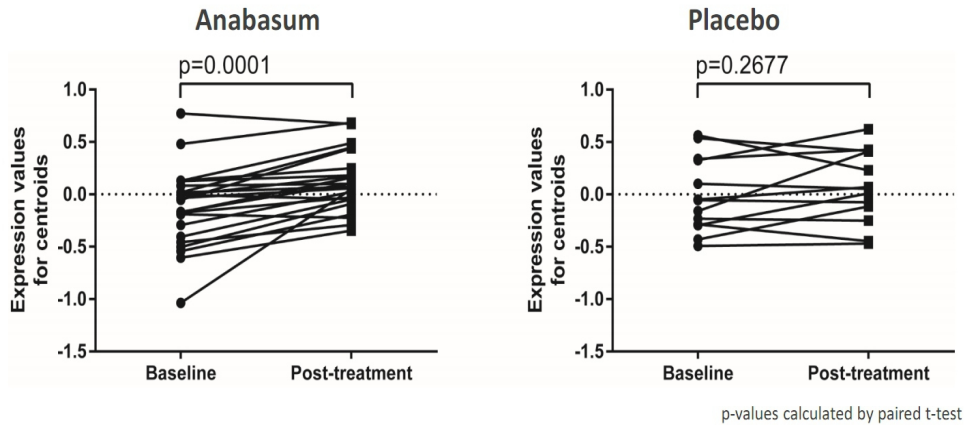 Anabasum
p=0.0001
1.0
0.5
0.0
-0.5
-1.0
-1.5
Expression values
for centroids
Baseline
Post-treatment
Placebo
p=0.2677
1.0
0.5
0.0
-0.5
-1.0
-1.5
Expression values
for centroids
Baseline
Post-treatment
p-values calculated by paired t-test